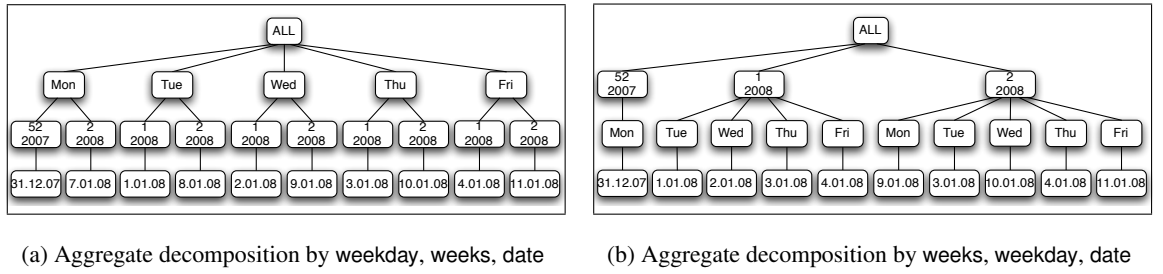 ALL
Mon Tue Wed Thu Fri
52 2 1 2 1 2 1 2 1 2
2007 2008 2008 2008 2008 2008 2008 2008 2008 2008
31.12.07 7.01.08 1.01.08 8.01.08 2.01.08 9.01.08 3.01.08 10.01.08 4.01.08 11.01.08
(a) Aggregate decomposition by weekday, weeks, date
ALL
52 1 2
2007 2008 2008
Mon Tue Wed Thu Fri Mon Tue Wed Thu Fri
31.12.07 1.01.08 2.01.08 3.01.08 4.01.08 9.01.08 3.01.08 10.01.08 4.01.08 11.01.08
(b) Aggregate decomposition by weeks, weekday, date